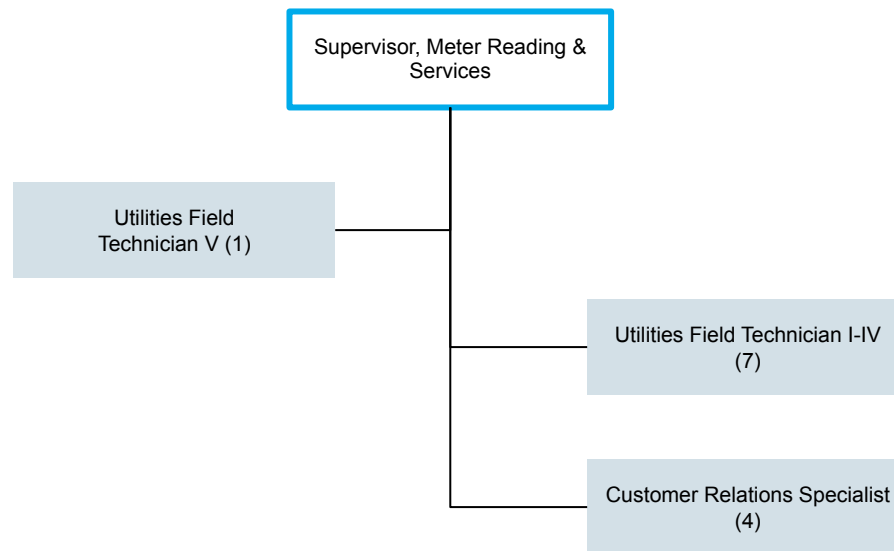 Supervisor, Meter Reading &
Services
Utilities Field
Technician V (1)
Utilities Field Technician I-IV
(7)
Customer Relations Specialist
(4)